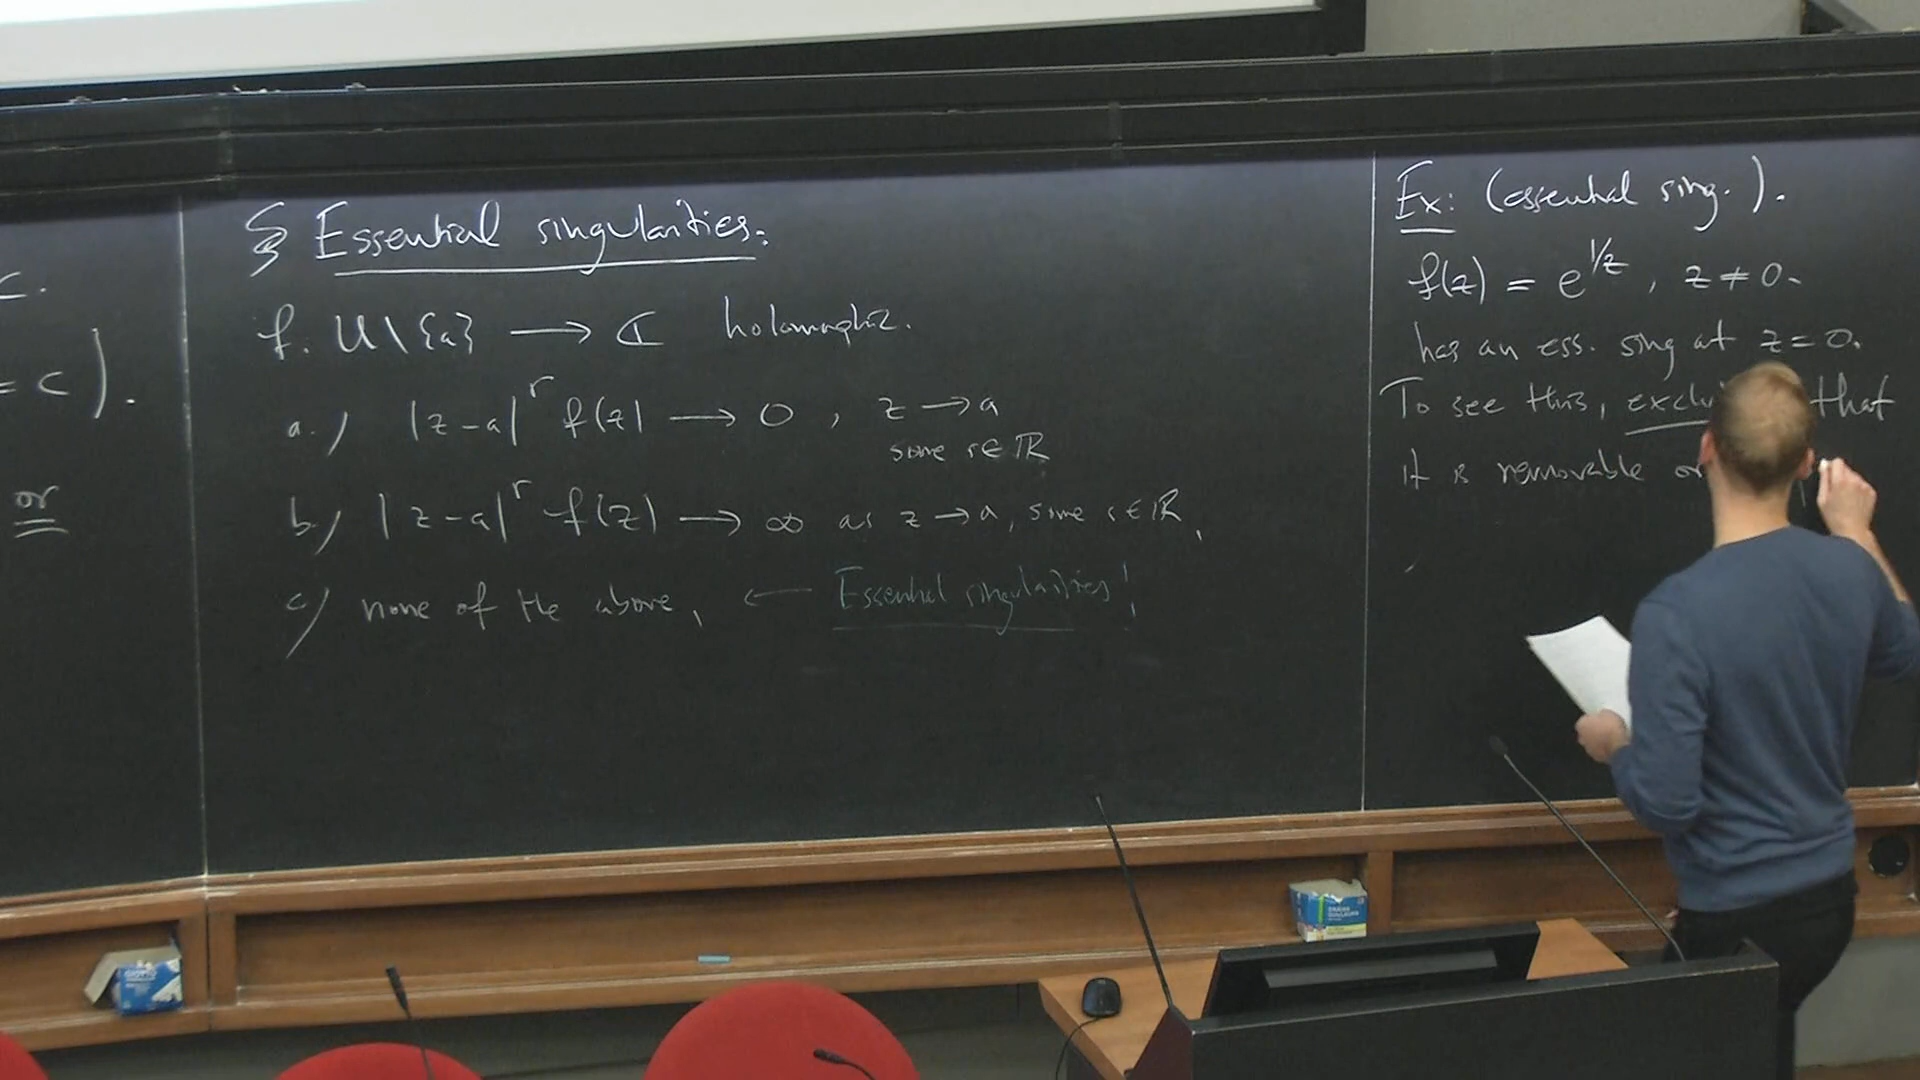 c.
= c ) .
or
§ Essential singularities:
f: U \ {a} → ℂ holomorphic.
a.) |z-a|^r f(z) → 0 , z → a
some r ∈ ℝ
b) |z-a|^r f(z) → ∞ as z → a, some r ∈ ℝ,
c) none of the above, ← Essential singularities!
Ex: (essential sing.).
f(z) = e^{1/z} , z ≠ 0.
has an ess. sing at z = 0.
To see this, that
it is removable or